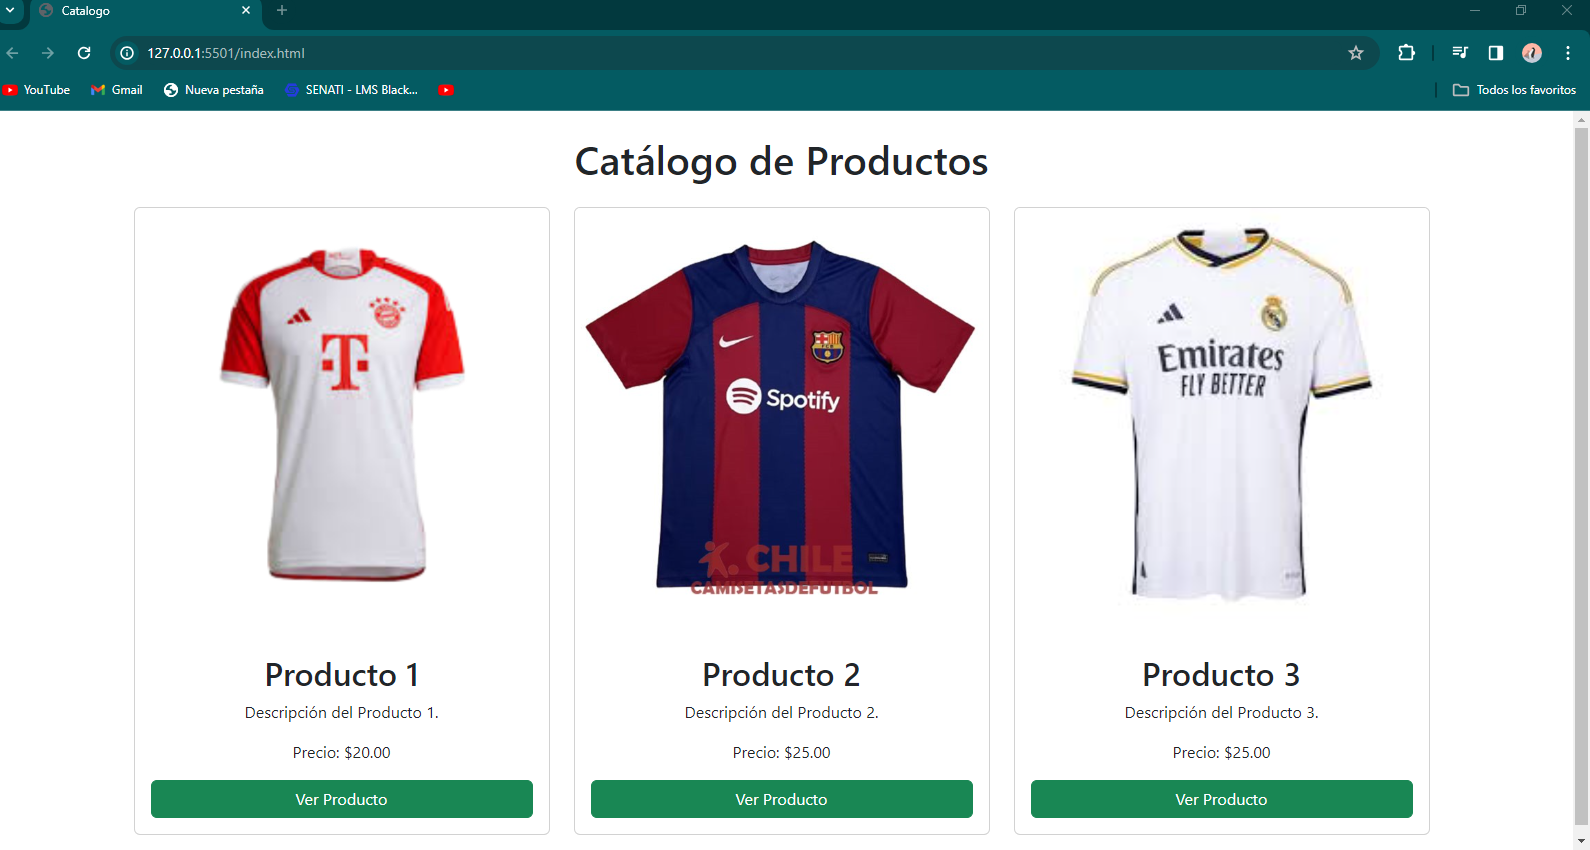 Catalogo
127.0.0.1:5501/index.html
YouTube
Gmail
Nueva pestaña
SENATI - LMS Black...
Todos los favoritos
Catálogo de Productos
T
Spotify
CHILE
CAMISETASDEFUTBOL
Emirates
FLY BETTER
Producto 1
Descripción del Producto 1.
Precio: $20.00
Ver Producto
Producto 2
Descripción del Producto 2.
Precio: $25.00
Ver Producto
Producto 3
Descripción del Producto 3.
Precio: $25.00
Ver Producto